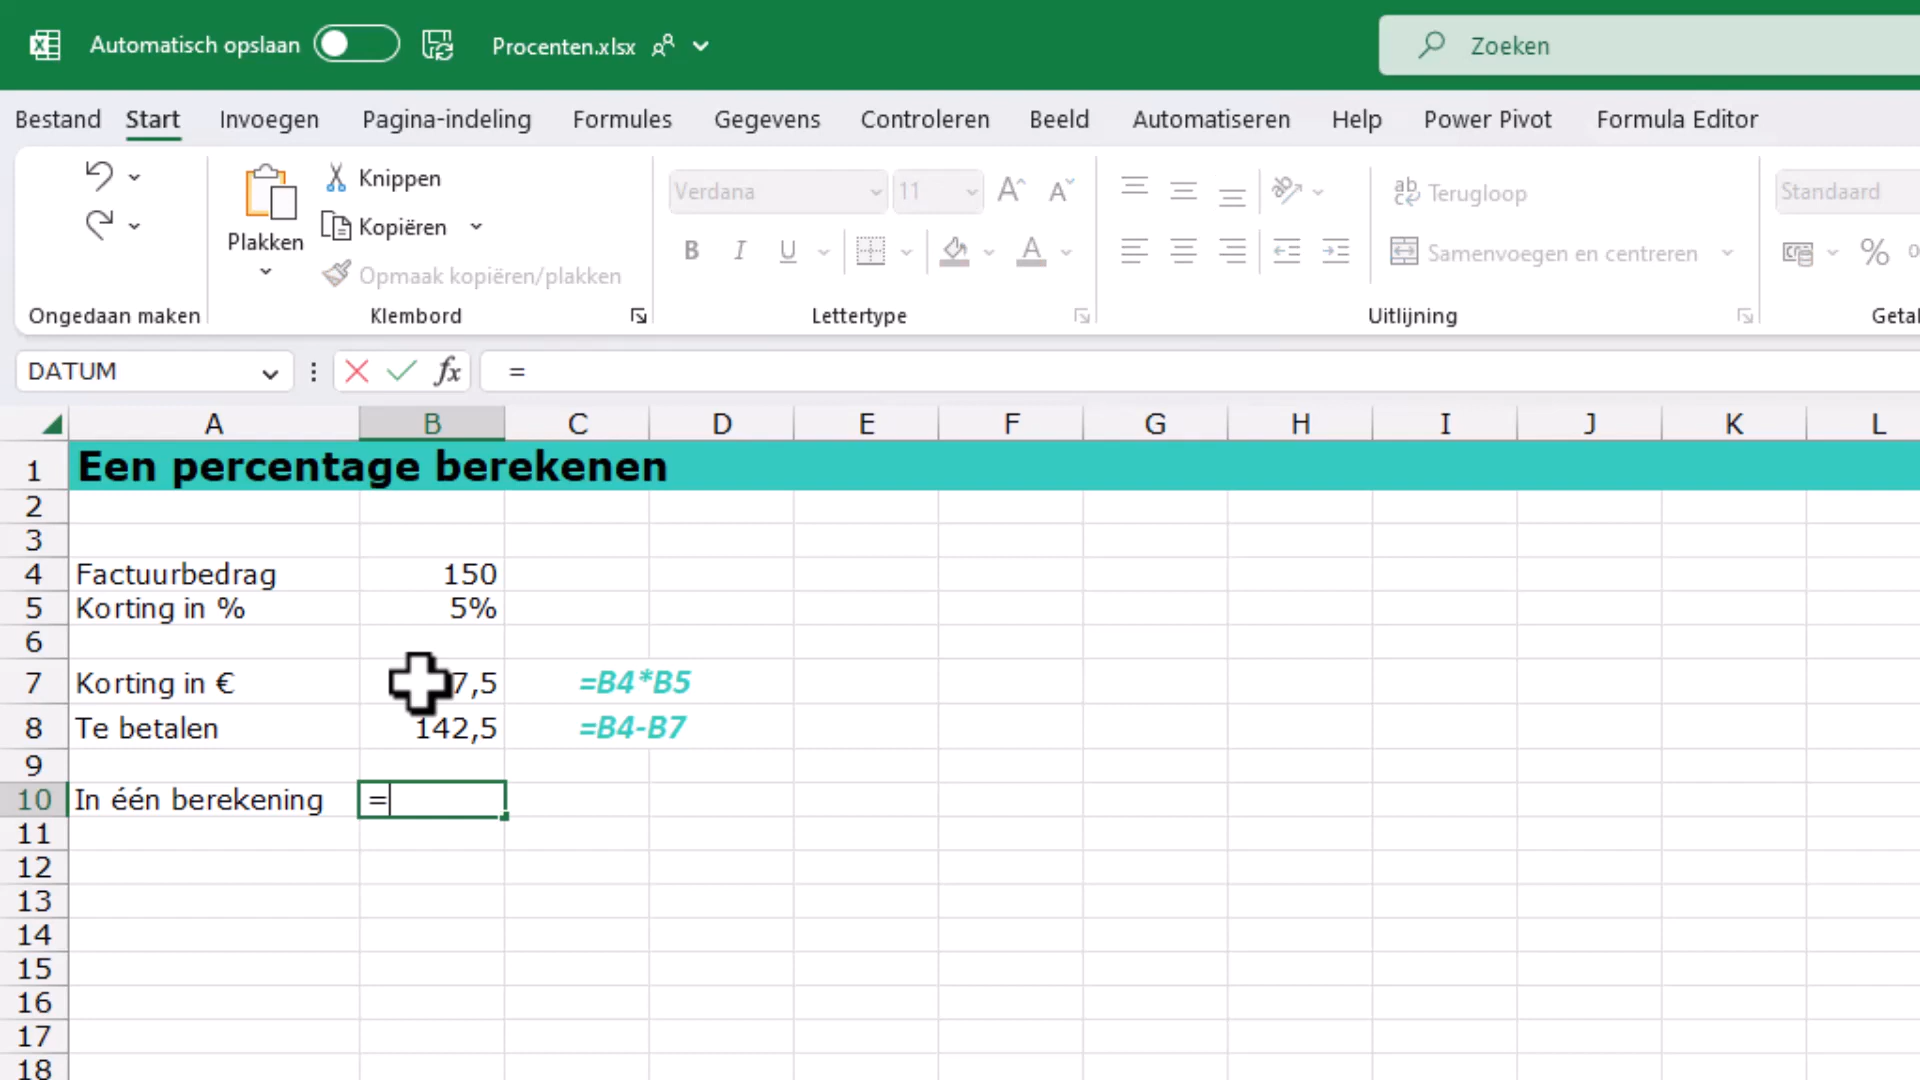 Automatisch opslaan Procenten.xlsx Zoeken
Bestand Start Invoegen Pagina-indeling Formules Gegevens Controleren Beeld Automatiseren Help Power Pivot Formula Editor
Plakken Knippen
Kopiëren
Opmaak kopiëren/plakken
Verdana 11
B I U A
ab Terugloop
Samenvoegen en centreren
Standaard
%
Ongedaan maken Klembord Lettertype Uitlijning
DATUM fx =
A B C D E F G H I J K L
1 Een percentage berekenen
2
3
4 Factuurbedrag 150
5 Korting in % 5%
6
7 Korting in € 7,5 =B4*B5
8 Te betalen 142,5 =B4-B7
9
10 In één berekening =
11
12
13
14
15
16
17
18